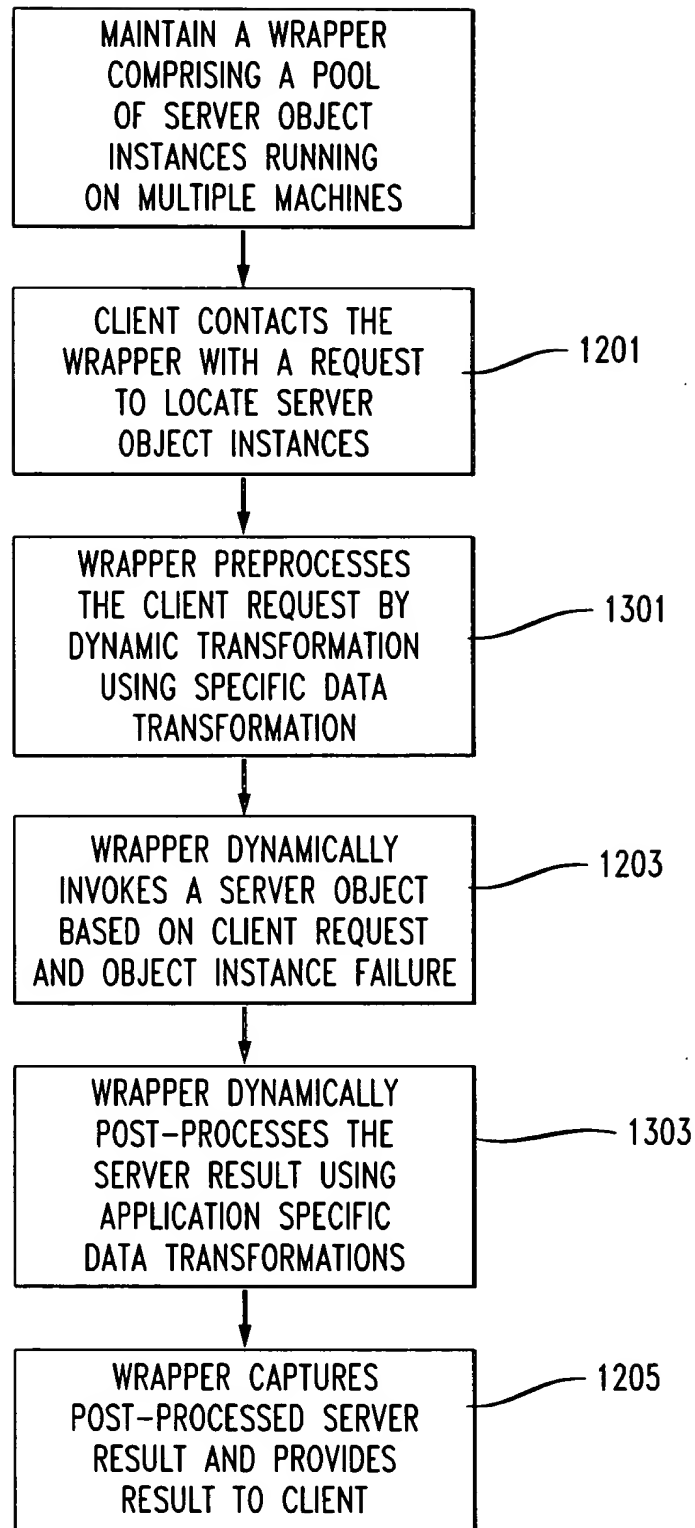 MAINTAIN A WRAPPER
COMPRISING A POOL
OF SERVER OBJECT
INSTANCES RUNNING
ON MULTIPLE MACHINES
CLIENT CONTACTS THE
WRAPPER WITH A REQUEST
TO LOCATE SERVER
OBJECT INSTANCES
1201
WRAPPER PREPROCESSES
THE CLIENT REQUEST BY
DYNAMIC TRANSFORMATION
USING SPECIFIC DATA
TRANSFORMATION
1301
WRAPPER DYNAMICALLY
INVOKES A SERVER OBJECT
BASED ON CLIENT REQUEST
AND OBJECT INSTANCE FAILURE
1203
WRAPPER DYNAMICALLY
POST-PROCESSES THE
SERVER RESULT USING
APPLICATION SPECIFIC
DATA TRANSFORMATIONS
1303
WRAPPER CAPTURES
POST-PROCESSED SERVER
RESULT AND PROVIDES
RESULT TO CLIENT
1205